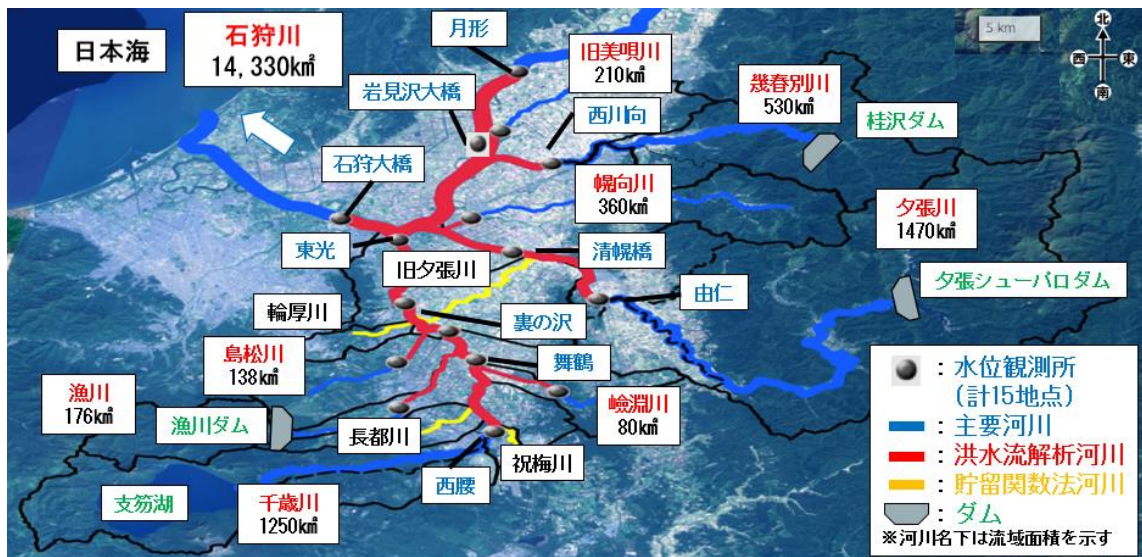 日本海
石狩川
14,330k㎡
月形
岩見沢大橋
旧美唄川
210k㎡
幾春別川
530k㎡
5 km
北
西
東
南
西川向
桂沢ダム
石狩大橋
幌向川
360k㎡
夕張川
1470k㎡
東光
旧夕張川
清幌橋
夕張シューパロダム
輪厚川
裏の沢
由仁
島松川
138k㎡
舞鶴
漁川
176k㎡
漁川ダム
長都川
嶮淵川
80k㎡
祝梅川
西腰
支笏湖
千歳川
1250k㎡
：水位観測所
(計15地点)
：主要河川
：洪水流解析河川
：貯留関数法河川
：ダム
※河川名下は流域面積を示す